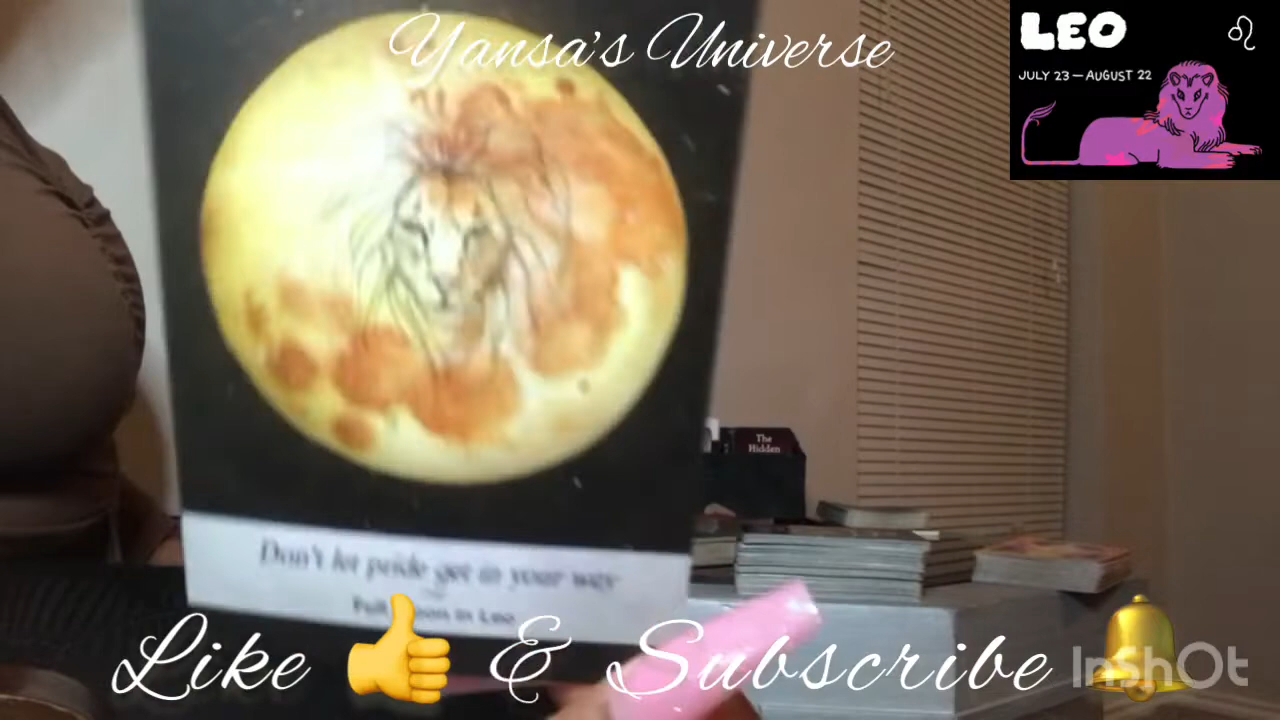 Yansa's Universe
LEO
JULY 23 — AUGUST 22
The
Hidden
Don't let pride get in your way
Full Moon in Leo
Like & Subscribe
InShOt